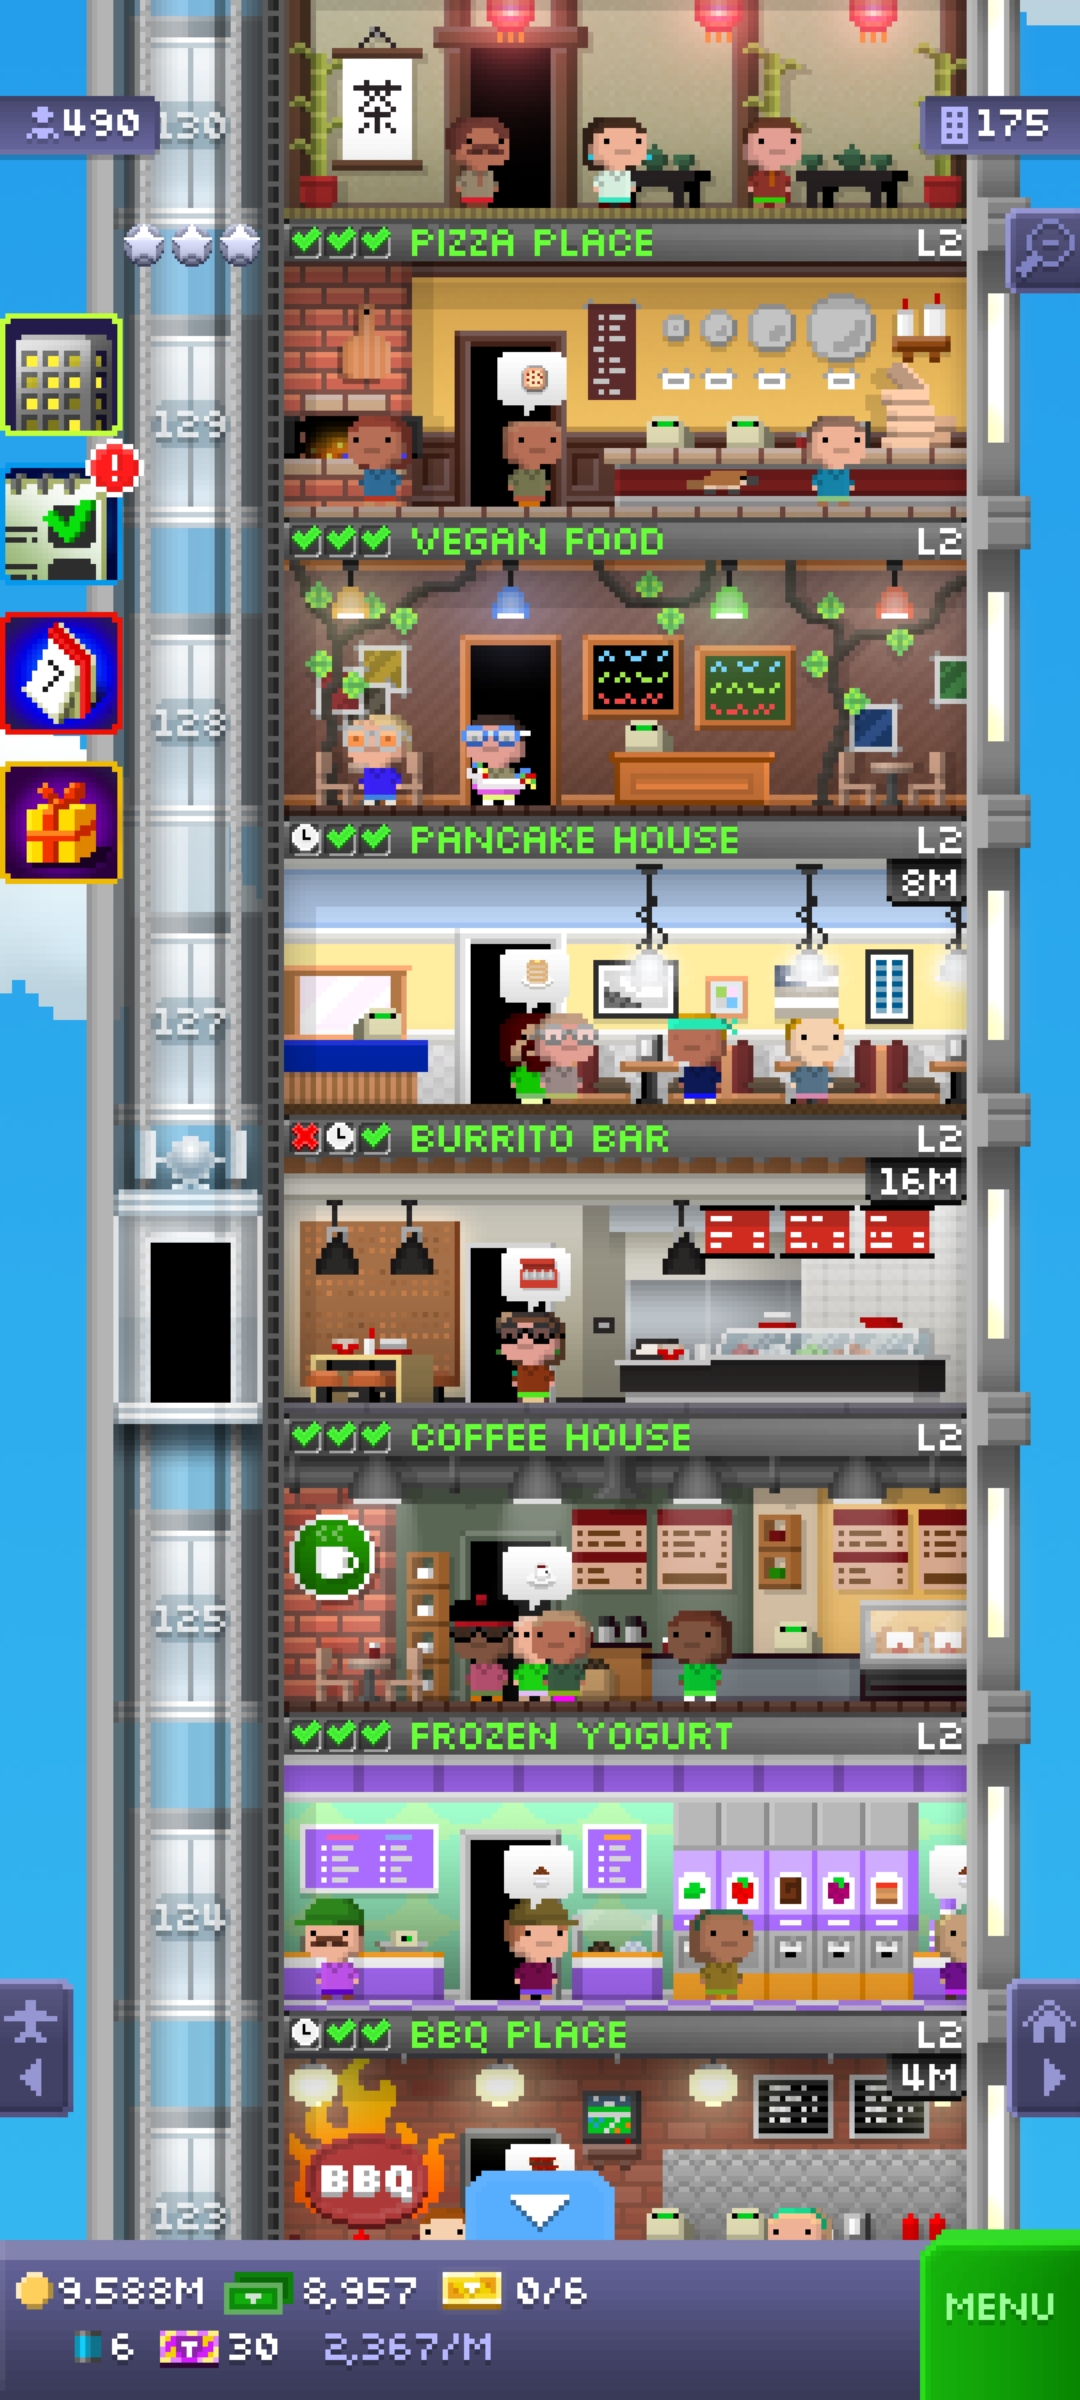 490
130
175
茶
PIZZA PLACE
L2
129
VEGAN FOOD
L2
128
7
PANCAKE HOUSE
L2
8M
127
BURRITO BAR
L2
16M
COFFEE HOUSE
L2
125
FROZEN YOGURT
L2
124
BBQ PLACE
L2
4M
BBQ
123
9.588M
8,957
0/6
MENU
6
T
30
2,367/M